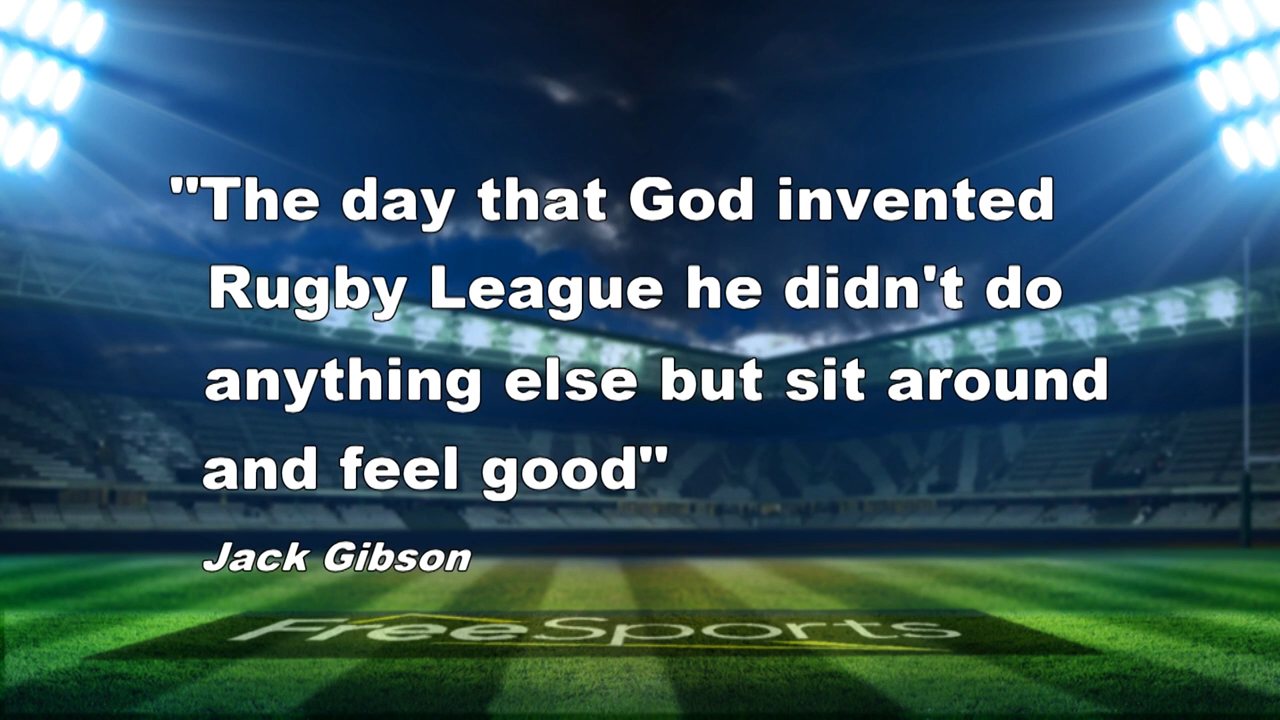 "The day that God invented
Rugby League he didn't do
anything else but sit around
and feel good"
Jack Gibson
FreeSports